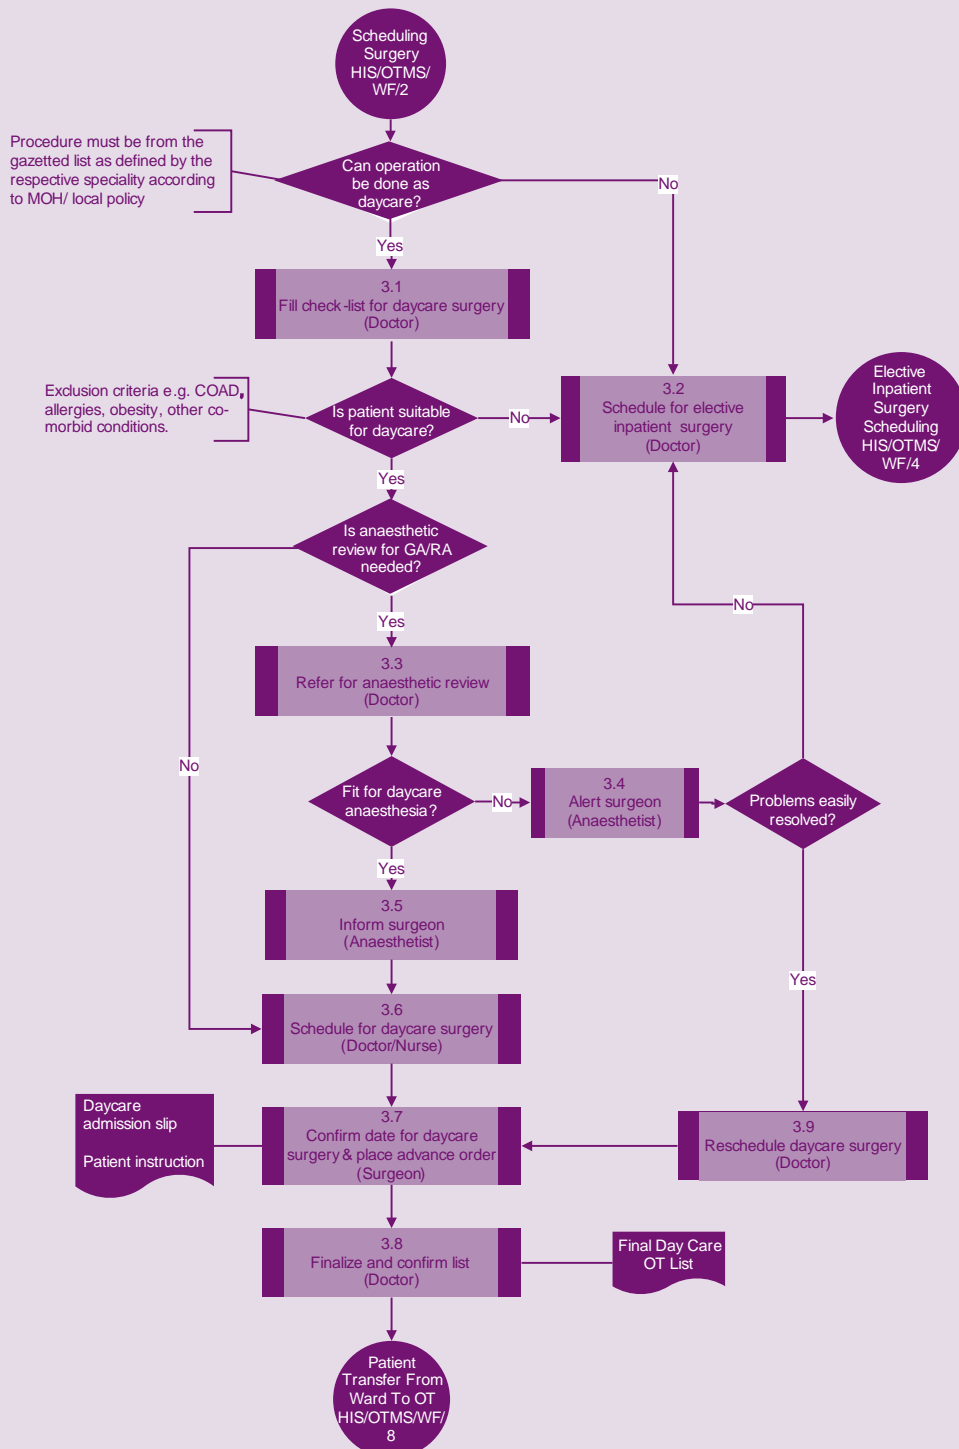 Scheduling
Surgery
HIS/OTMS/
WF/2
Procedure must be from the
gazetted list as defined by the
respective speciality according
to MOH/ local policy
Can operation
be done as
daycare?
No
Yes
3.1
Fill check-list for daycare surgery
(Doctor)
Exclusion criteria e.g. COAD,
allergies, obesity, other co-
morbid conditions.
Is patient suitable
for daycare?
No
3.2
Schedule for elective
inpatient surgery
(Doctor)
Elective
Inpatient
Surgery
Scheduling
HIS/OTMS/
WF/4
Yes
Is anaesthetic
review for GA/RA
needed?
No
Yes
3.3
Refer for anaesthetic review
(Doctor)
No
Fit for daycare
anaesthesia?
No
3.4
Alert surgeon
(Anaesthetist)
Problems easily
resolved?
Yes
3.5
Inform surgeon
(Anaesthetist)
Yes
3.6
Schedule for daycare surgery
(Doctor/Nurse)
Daycare
admission slip
Patient instruction
3.7
Confirm date for daycare
surgery & place advance order
(Surgeon)
3.9
Reschedule daycare surgery
(Doctor)
3.8
Finalize and confirm list
(Doctor)
Final Day Care
OT List
Patient
Transfer From
Ward To OT
HIS/OTMS/WF/
8